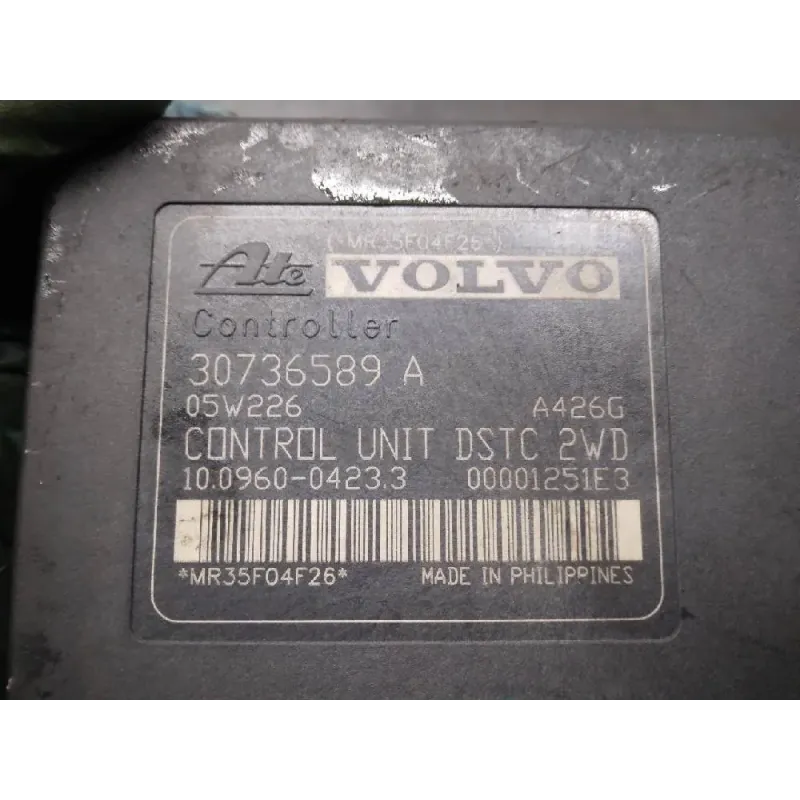 (*MR35F04F26*)
Ate VOLVO
Controller
30736589 A
05W226 A426G
CONTROL UNIT DSTC 2WD
10.0960-0423.3 00001251E3
*MR35F04F26* MADE IN PHILIPPINES